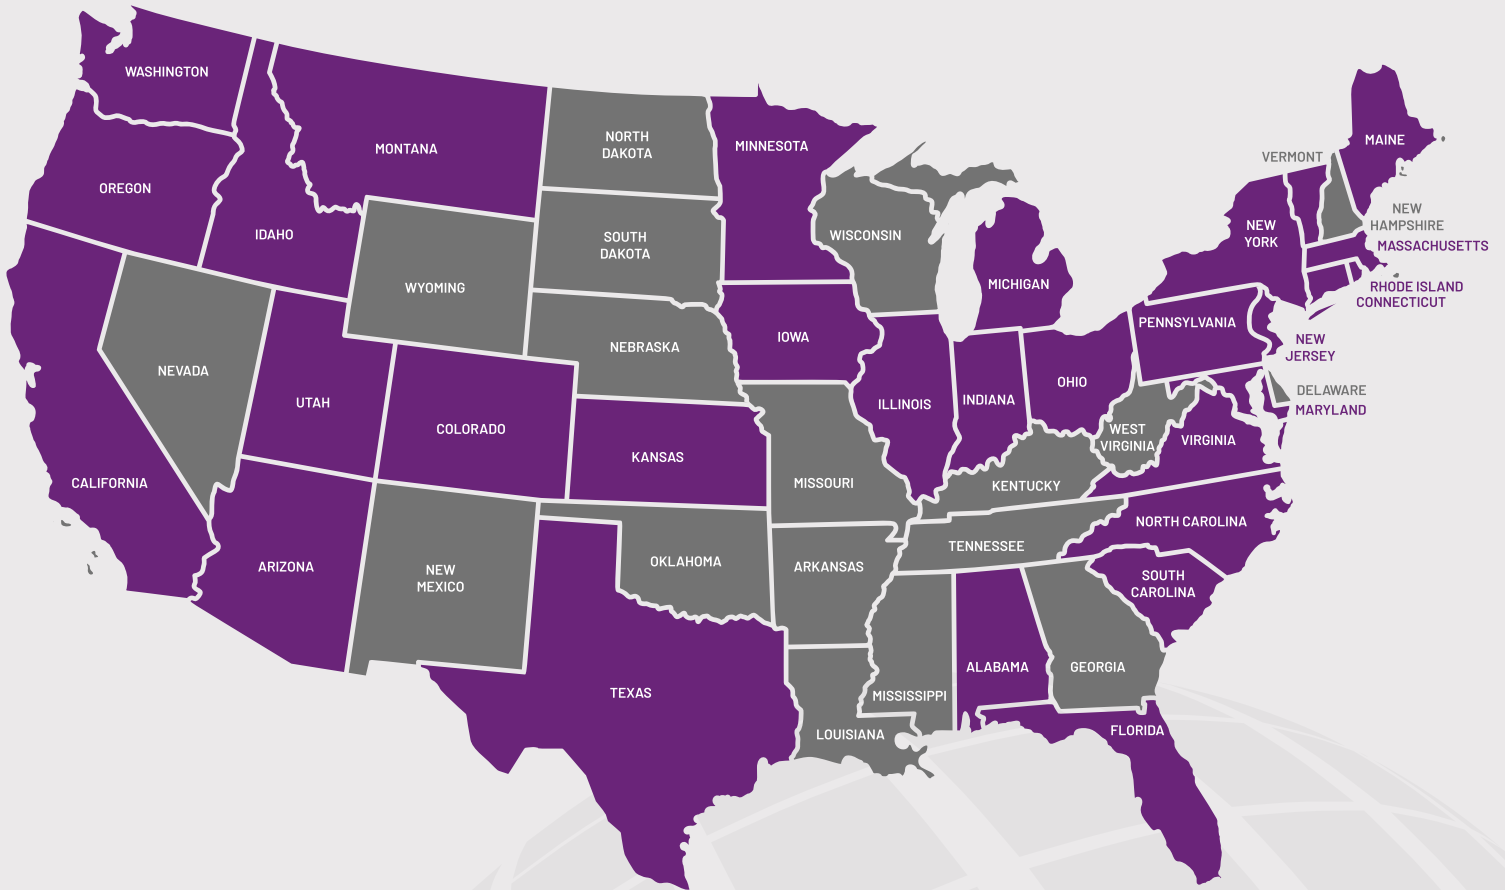 WASHINGTON
OREGON
MONTANA
IDAHO
WYOMING
NORTH
DAKOTA
SOUTH
DAKOTA
MINNESOTA
WISCONSIN
MICHIGAN
VERMONT
MAINE
NEW
HAMPSHIRE
NEW
YORK
MASSACHUSETTS
RHODE ISLAND
CONNECTICUT
PENNSYLVANIA
NEW
JERSEY
DELAWARE
MARYLAND
NEVADA
UTAH
CALIFORNIA
COLORADO
NEBRASKA
IOWA
KANSAS
ILLINOIS
INDIANA
OHIO
WEST
VIRGINIA
VIRGINIA
MISSOURI
KENTUCKY
NORTH CAROLINA
TENNESSEE
ARIZONA
NEW
MEXICO
OKLAHOMA
ARKANSAS
SOUTH
CAROLINA
TEXAS
LOUISIANA
MISSISSIPPI
ALABAMA
GEORGIA
FLORIDA